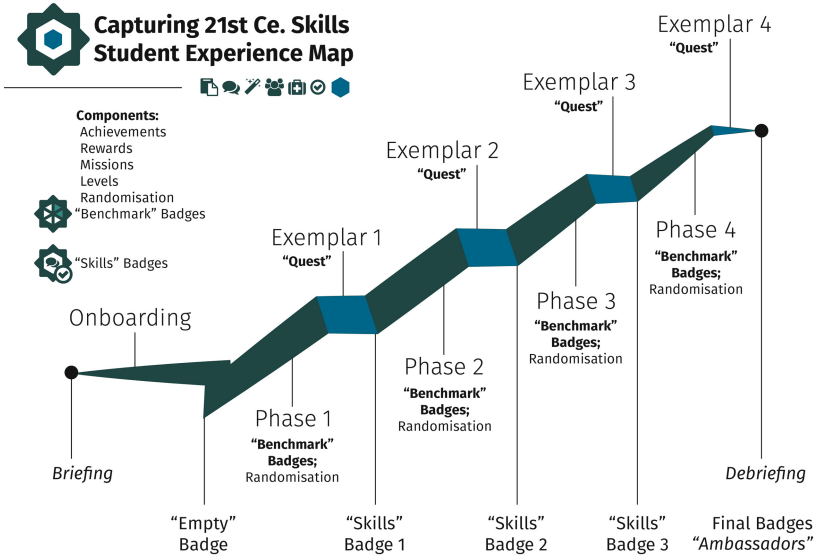 Capturing 21st Ce. Skills
Student Experience Map
Components:
Achievements
Rewards
Missions
Levels
Randomisation
“Benchmark” Badges
“Skills” Badges
Onboarding
Briefing
“Empty”
Badge
Phase 1
“Benchmark”
Badges;
Randomisation
Exemplar 1
“Quest”
“Skills”
Badge 1
Phase 2
“Benchmark”
Badges;
Randomisation
Exemplar 2
“Quest”
“Skills”
Badge 2
Phase 3
“Benchmark”
Badges;
Randomisation
Exemplar 3
“Quest”
“Skills”
Badge 3
Phase 4
“Benchmark”
Badges;
Randomisation
Exemplar 4
“Quest”
Debriefing
Final Badges
“Ambassadors”